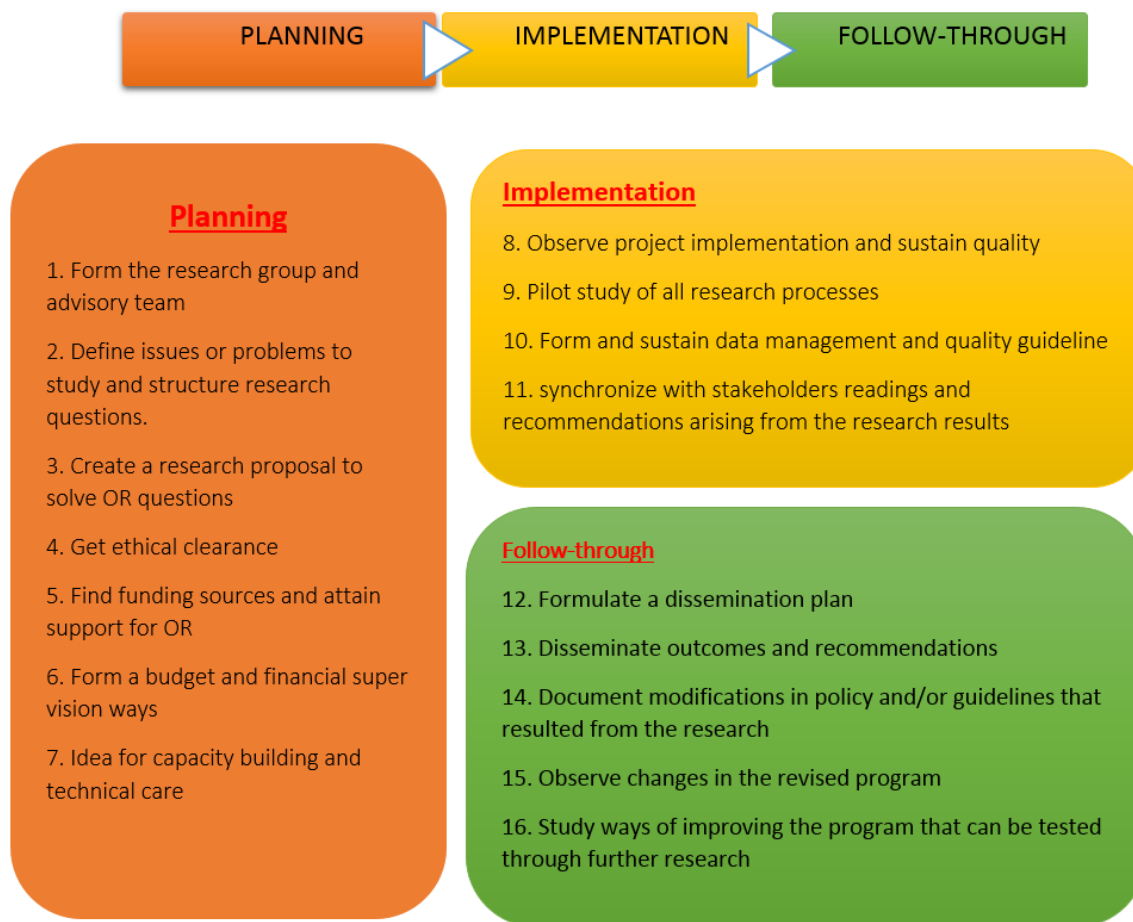 PLANNING
IMPLEMENTATION
FOLLOW-THROUGH
Planning
1. Form the research group and
advisory team
2. Define issues or problems to
study and structure research
questions.
3. Create a research proposal to
solve OR questions
4. Get ethical clearance
5. Find funding sources and attain
support for OR
6. Form a budget and financial super
vision ways
7. Idea for capacity building and
technical care
Implementation
8. Observe project implementation and sustain quality
9. Pilot study of all research processes
10. Form and sustain data management and quality guideline
11. synchronize with stakeholders readings and
recommendations arising from the research results
Follow-through
12. Formulate a dissemination plan
13. Disseminate outcomes and recommendations
14. Document modifications in policy and/or guidelines that
resulted from the research
15. Observe changes in the revised program
16. Study ways of improving the program that can be tested
through further research